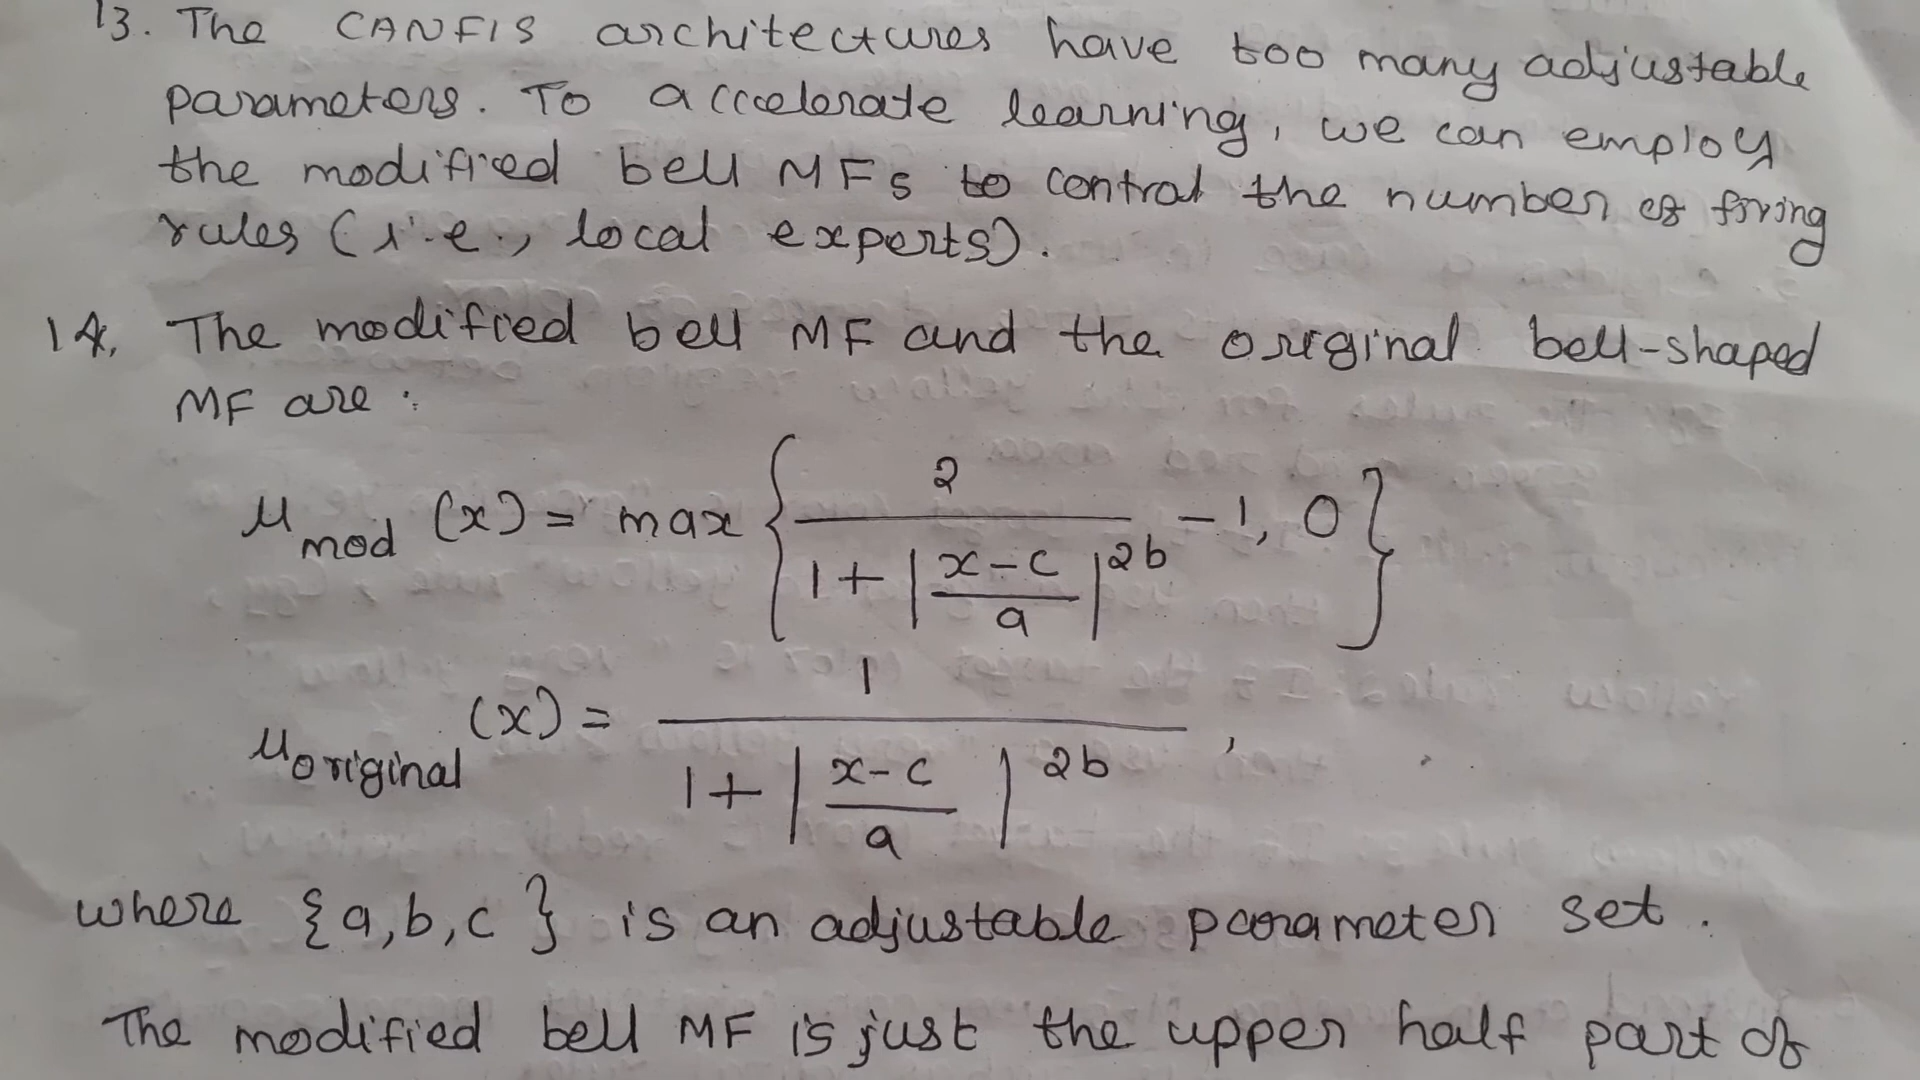 13. The CANFIS architectures have too many adjustable
parameters. To accelerate learning, we can employ
the modified bell MFs to control the number of firing
rules (i.e., local experts).
14. The modified bell MF and the original bell-shaped
MF are :
μ_mod (x) = max { 2 / (1 + |(x-c)/a|^2b) - 1, 0 }
μ_original (x) = 1 / (1 + |(x-c)/a|^2b) ,
where {a,b,c} is an adjustable parameter set .
The modified bell MF is just the upper half part of